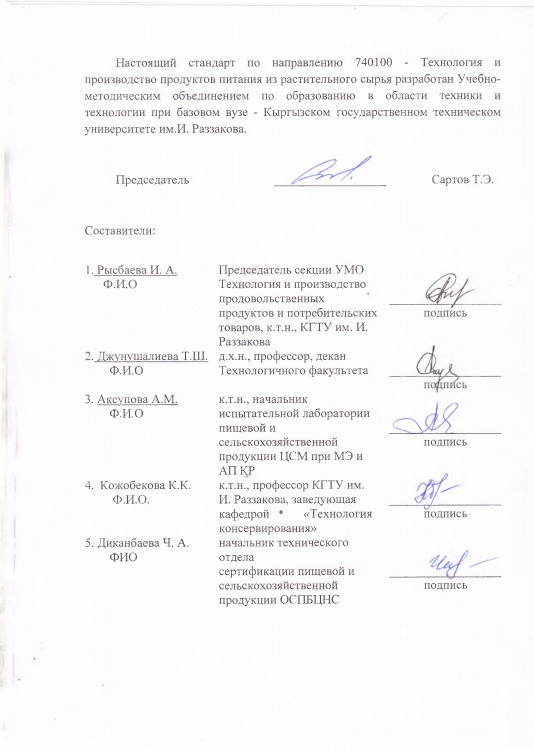 Настоящий стандарт по направлению 740100 - Технология и
производство продуктов питания из растительного сырья разработан Учебно-
методическим объединением по образованию в области техники и
технологии при базовом вузе - Кыргызском государственном техническом
университете им.И. Раззакова.
Председатель Сартов Т.Э.
Составители:
1. Рысбаева И. А. Председатель секции УМО
Ф.И.О Технология и производство
продовольственных
продуктов и потребительских подпись
товаров, к.т.н., КГТУ им. И.
Раззакова
2. Джунушалиева Т.Ш. д.х.н., профессор, декан
Ф.И.О Технологичного факультета
подпись
3. Аксупова А.М. к.т.н., начальник
Ф.И.О испытательной лаборатории
пищевой и
сельскохозяйственной подпись
продукции ЦСМ при МЭ и
АП КР
4. Кожобекова К.К. к.т.н., профессор КГТУ им.
Ф.И.О. И. Раззакова, заведующая
кафедрой «Технология подпись
консервирования»
5. Диканбаева Ч. А. начальник технического
ФИО отдела
сертификации пищевой и
сельскохозяйственной подпись
продукции ОСПБЦНС